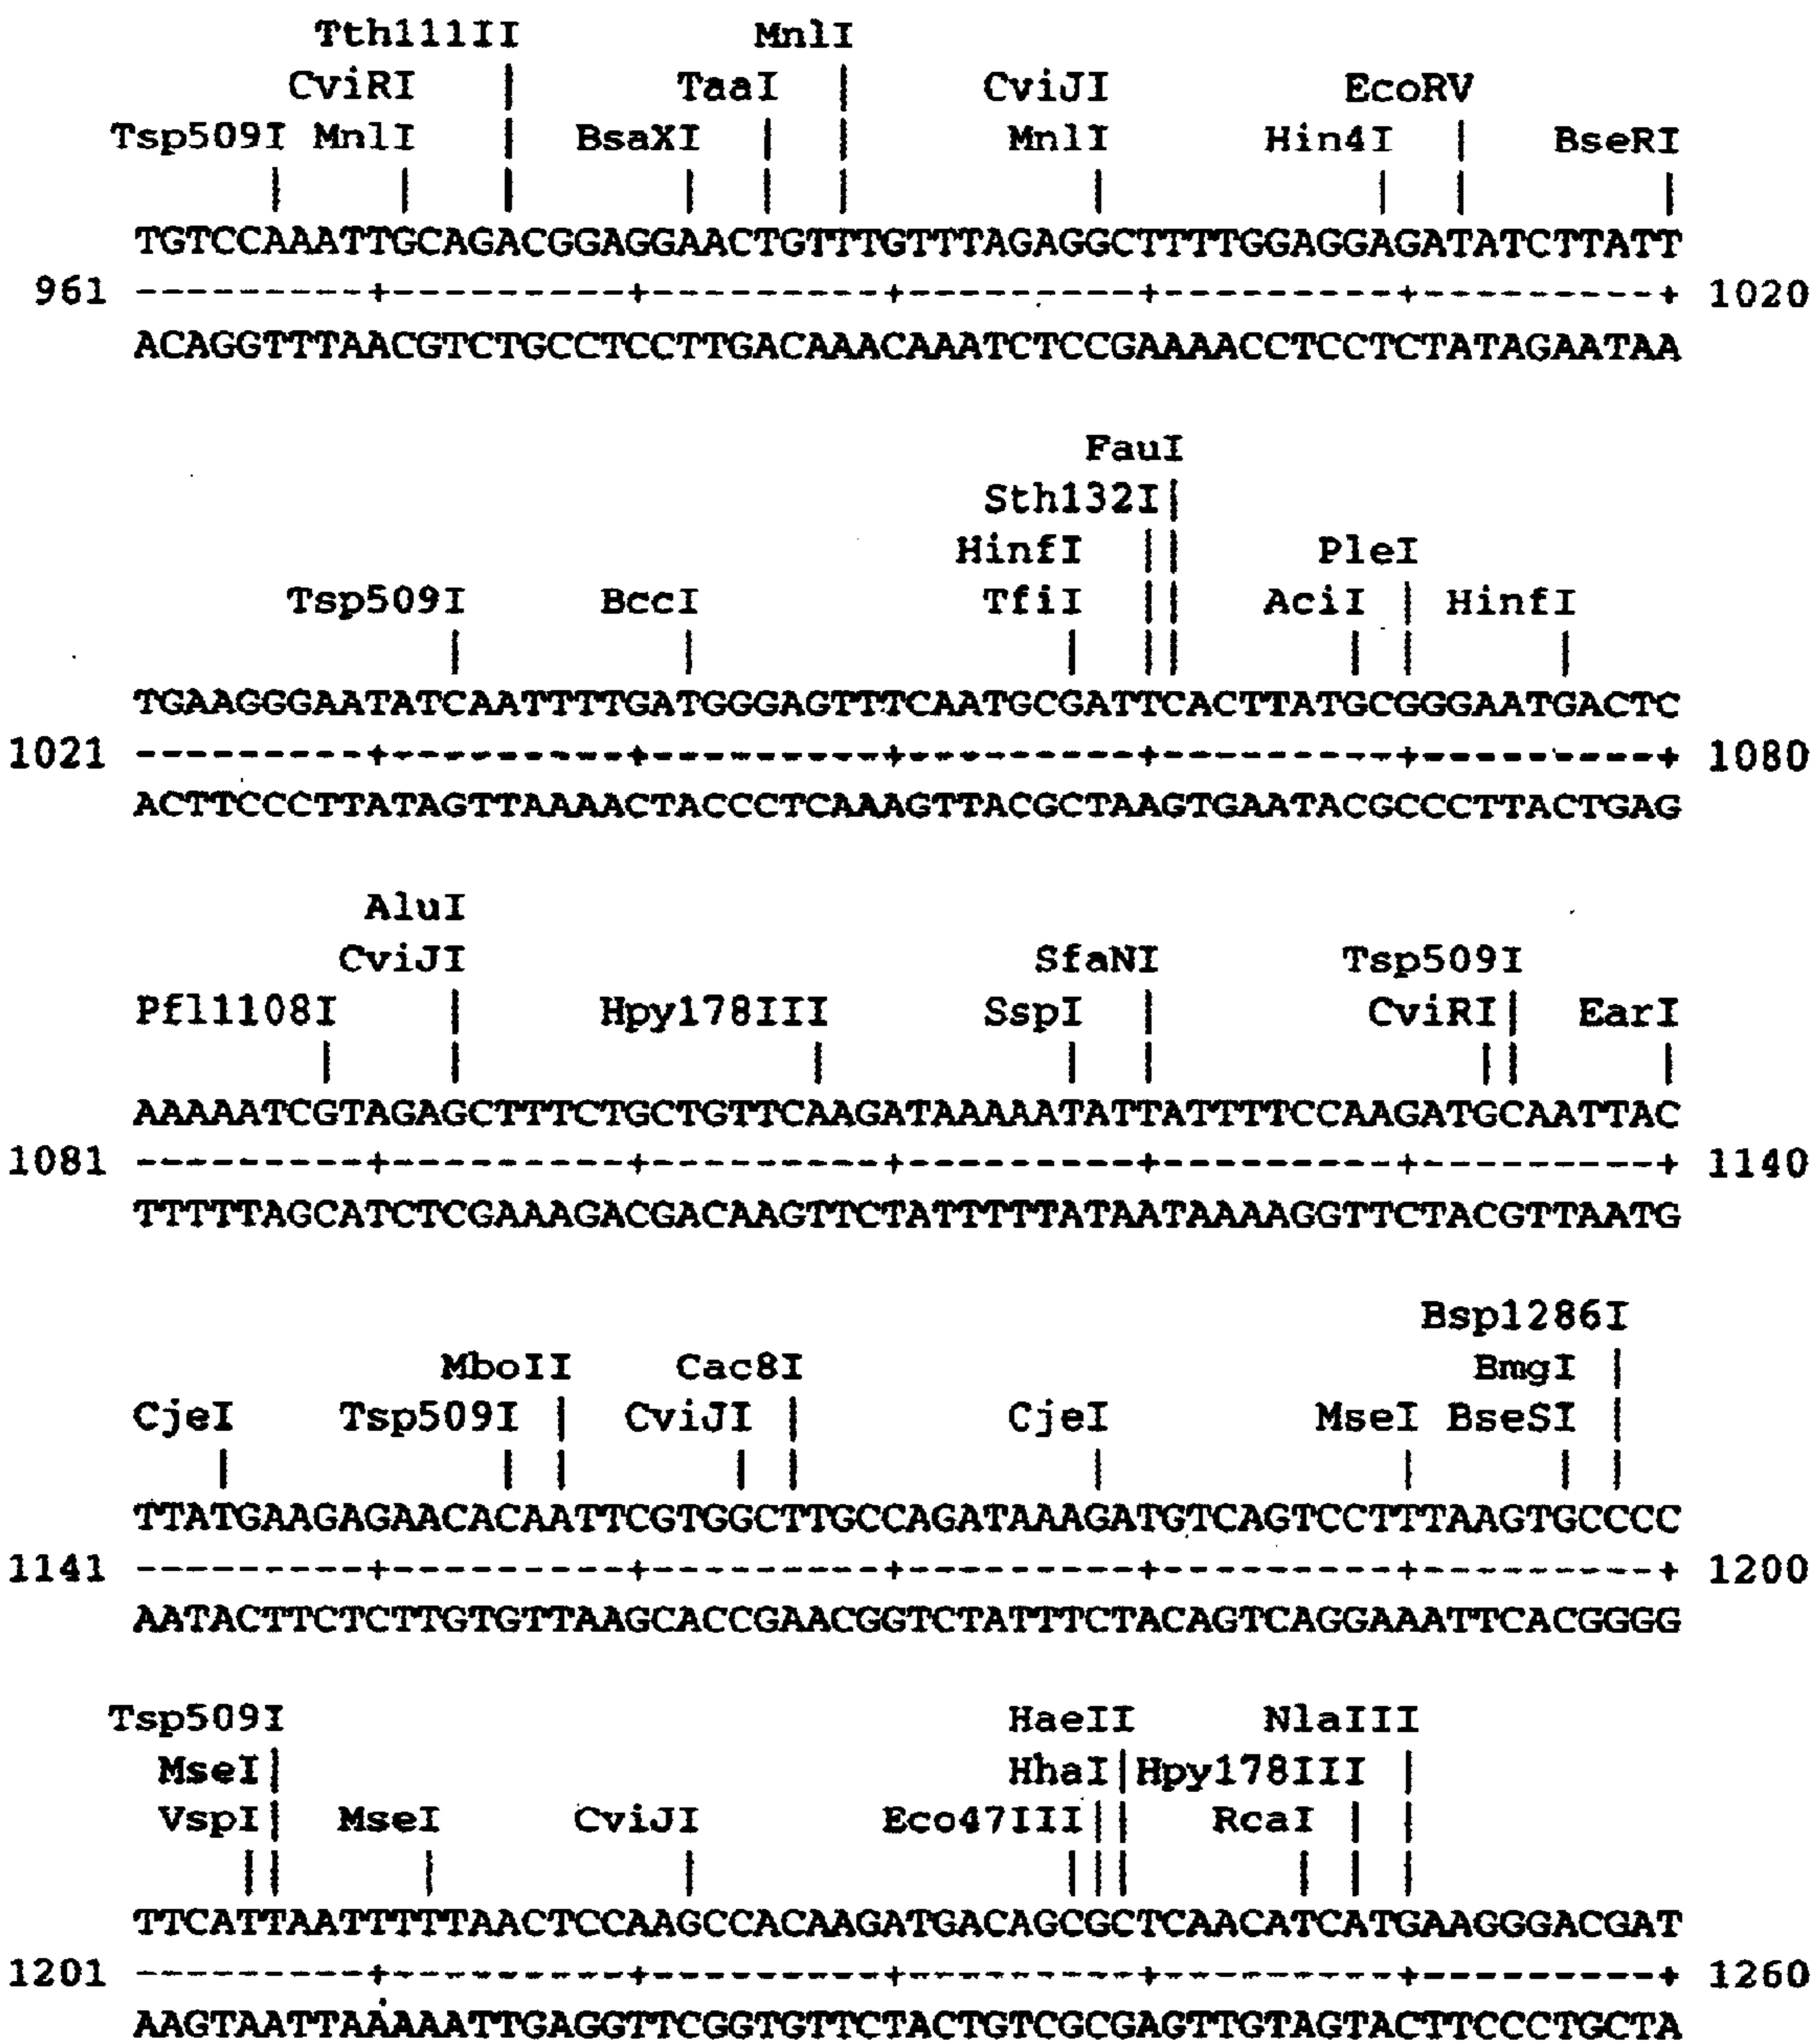 Tth111II MnlI
CviRI | TaaI | CviJI EcoRV
Tsp509I MnlI | BsaXI | | MnlI Hin4I | BseRI
| | | | | | | | | |
TGTCCAAATTGCAGACGGAGGAACTGTTTGTTTAGAGGCTTTTGGAGGAGATATCTTATT
961 ---------+---------+---------+---------+---------+---------+ 1020
ACAGGTTTAACGTCTGCCTCCTTGACAAACAAATCTCCGAAAACCTCCTCTATAGAATAA
FauI
Sth132I|
HinfI || PleI
Tsp509I BccI TfiI || AciI | HinfI
| | | || | | |
TGAAGGGAATATCAATTTTGATGGGAGTTTCAATGCGATTCACTTATGCGGGAATGACTC
1021 ---------+---------+---------+---------+---------+---------+ 1080
ACTTCCCTTATAGTTAAAACTACCCTCAAAGTTACGCTAAGTGAATACGCCCTTACTGAG
AluI
CviJI SfaNI Tsp509I
Pfl1108I | Hpy178III SspI | CviRI| EarI
| | | | | || |
AAAAATCGTAGAGCTTTCTGCTGTTCAAGATAAAAATATTATTTTCCAAGATGCAATTAC
1081 ---------+---------+---------+---------+---------+---------+ 1140
TTTTTAGCATCTCGAAAGACGACAAGTTCTATTTTTATAATAAAAGGTTCTACGTTAATG
Bsp1286I
MboII Cac8I BmgI |
CjeI Tsp509I | CviJI | CjeI MseI BseSI |
| | | | | | | | |
TTATGAAGAGAACACAATTCGTGGCTTGCCAGATAAAGATGTCAGTCCTTTAAGTGCCCC
1141 ---------+---------+---------+---------+---------+---------+ 1200
AATACTTCTCTTGTGTTAAGCACCGAACGGTCTATTTCTACAGTCAGGAAATTCACGGGG
Tsp509I HaeII NlaIII
MseI| HhaI|Hpy178III |
VspI| MseI CviJI Eco47III|| RcaI | |
|| | | ||| | | |
TTCATTAATTTTTAACTCCAAGCCACAAGATGACAGCGCTCAACATCATGAAGGGACGAT
1201 ---------+---------+---------+---------+---------+---------+ 1260
AAGTAATTAAAAATTGAGGTTCGGTGTTCTACTGTCGCGAGTTGTAGTACTTCCCTGCTA